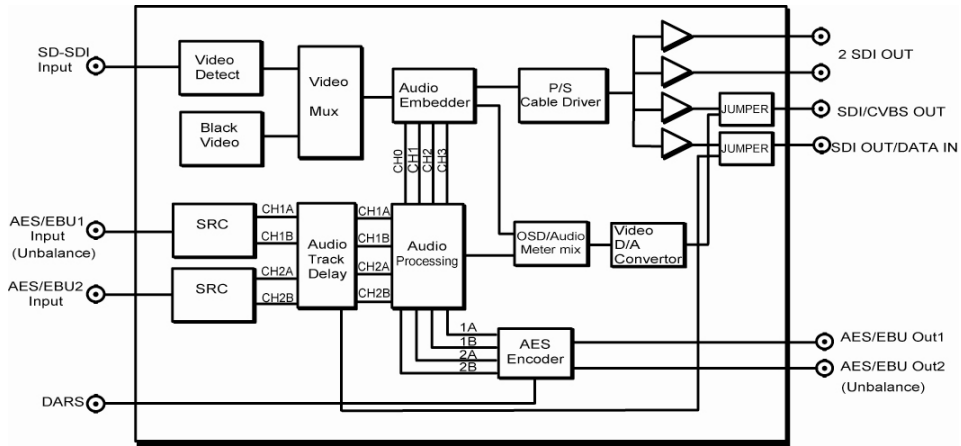 SD-SDI
Input
Video
Detect
Black
Video
Video
Mux
Audio
Embedder
P/S
Cable Driver
2 SDI OUT
JUMPER
SDI/CVBS OUT
JUMPER
SDI OUT/DATA IN
CH0
CH1
CH2
CH3
AES/EBU1
Input
(Unbalance)
SRC
CH1A
CH1B
AES/EBU2
Input
SRC
CH2A
CH2B
Audio
Track
Delay
CH1A
CH1B
CH2A
CH2B
Audio
Processing
OSD/Audio
Meter mix
Video
D/A
Convertor
1A
1B
2A
2B
AES
Encoder
AES/EBU Out1
AES/EBU Out2
(Unbalance)
DARS